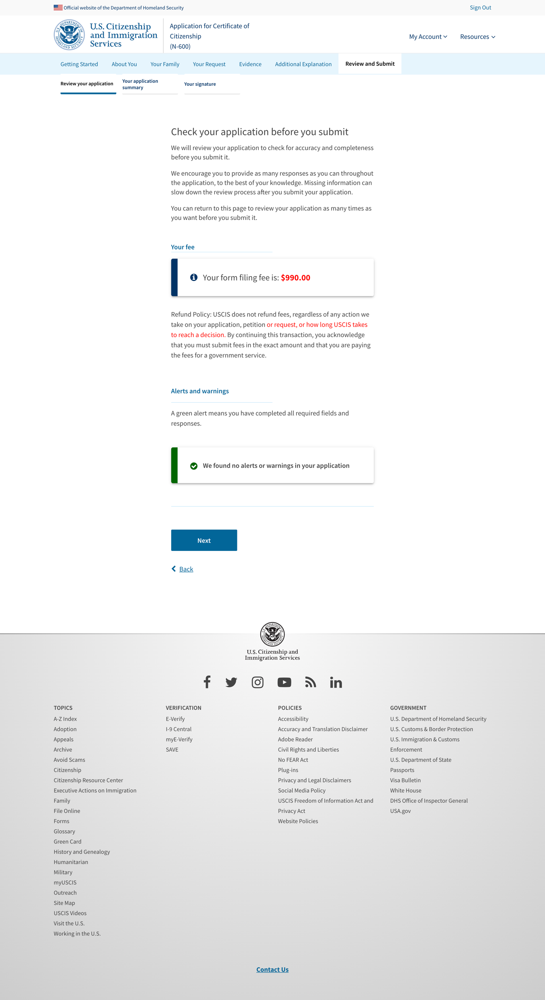 Official website of the Department of Homeland Security
Sign Out
U.S. Citizenship
and Immigration
Services
Application for Certificate of
Citizenship
(N-600)
My Account
Resources
Getting Started
About You
Your Family
Your Request
Evidence
Additional Explanation
Review and Submit
Review your application
Your application
summary
Your signature
Check your application before you submit
We will review your application to check for accuracy and completeness
before you submit it.
We encourage you to provide as many responses as you can throughout
the application, to the best of your knowledge. Missing information can
slow down the review process after you submit your application.
You can return to this page to review your application as many times as
you want before you submit it.
Your fee
Your form filing fee is: $990.00
Refund Policy: USCIS does not refund fees, regardless of any action we
take on your application, petition or request, or how long USCIS takes
to reach a decision. By continuing this transaction, you acknowledge
that you must submit fees in the exact amount and that you are paying
the fees for a government service.
Alerts and warnings
A green alert means you have completed all required fields and
responses.
We found no alerts or warnings in your application
Next
Back
U.S. Citizenship and
Immigration Services
TOPICS
A-Z Index
Adoption
Appeals
Archive
Avoid Scams
Citizenship
Citizenship Resource Center
Executive Actions on Immigration
Family
File Online
Forms
Glossary
Green Card
History and Genealogy
Humanitarian
Military
myUSCIS
Outreach
Site Map
USCIS Videos
Visit the U.S.
Working in the U.S.
VERIFICATION
E-Verify
I-9 Central
myE-Verify
SAVE
POLICIES
Accessibility
Accuracy and Translation Disclaimer
Adobe Reader
Civil Rights and Liberties
No FEAR Act
Plug-ins
Privacy and Legal Disclaimers
Social Media Policy
USCIS Freedom of Information Act and
Privacy Act
Website Policies
GOVERNMENT
U.S. Department of Homeland Security
U.S. Customs & Border Protection
U.S. Immigration & Customs
Enforcement
U.S. Department of State
Passports
Visa Bulletin
White House
DHS Office of Inspector General
USA.gov
Contact Us